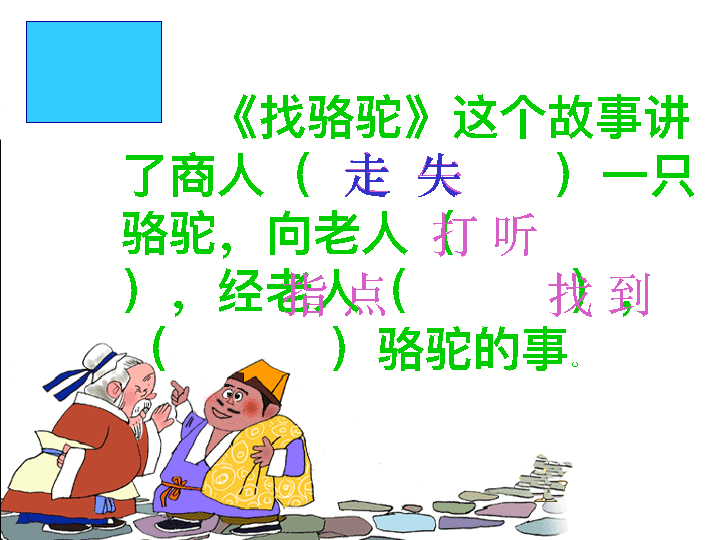 《找骆驼》这个故事讲
了商人（ 走 失 ）一只
骆驼，向老人（ 打 听
），经老人（ 指 点 ），
（ 找 到 ）骆驼的事。